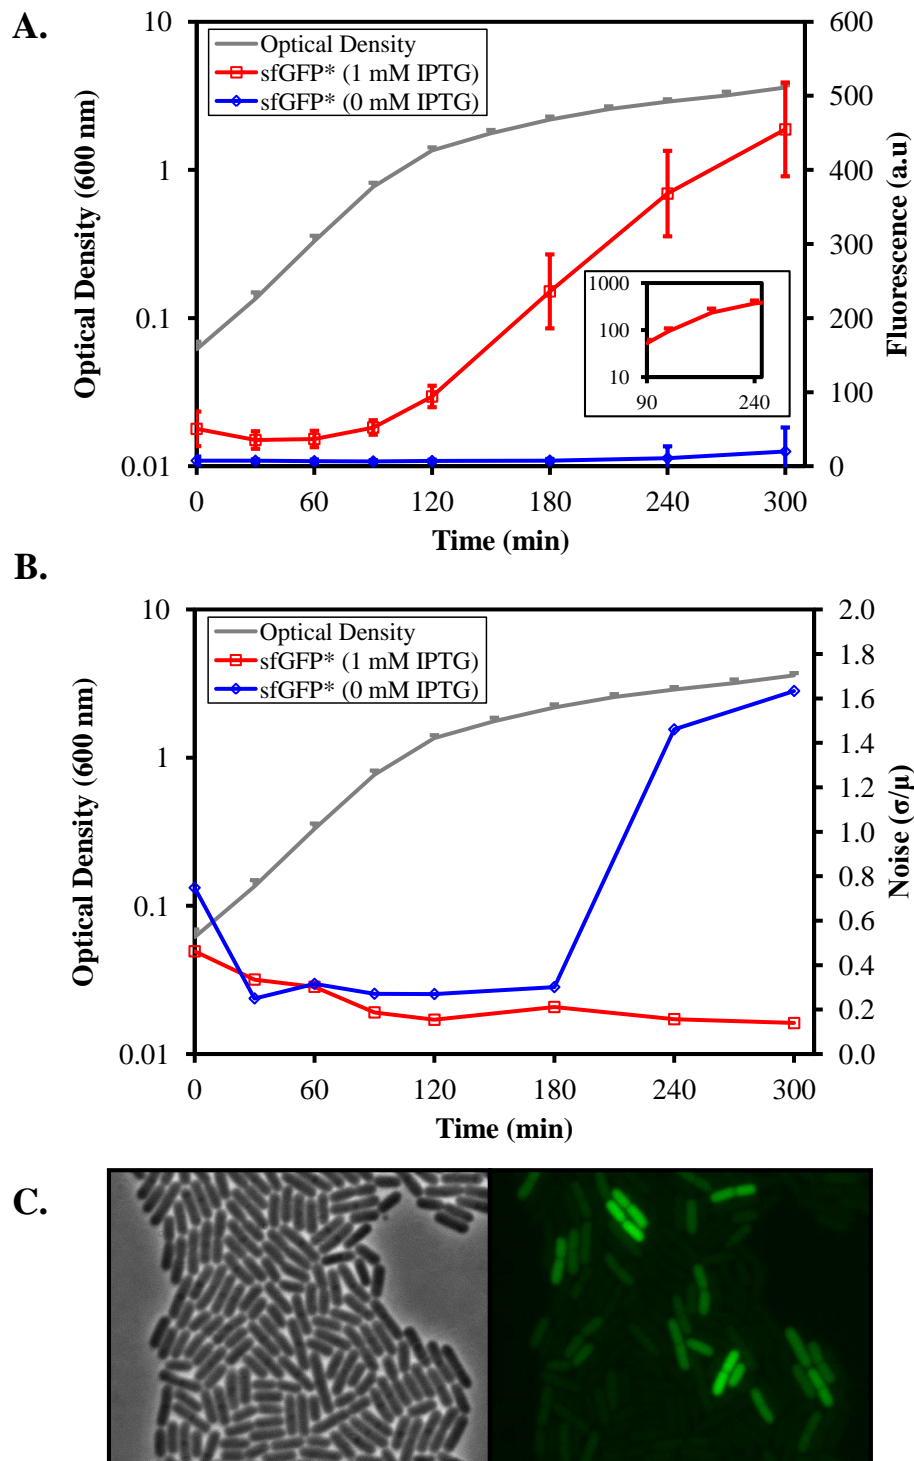 A.
10
1
0.1
0.01
Optical Density (600 nm)
Optical Density
sfGFP* (1 mM IPTG)
sfGFP* (0 mM IPTG)
600
500
400
300
200
100
0
Fluorescence (a.u)
1000
100
10
90 240
0 60 120 180 240 300
Time (min)
B.
10
1
0.1
0.01
Optical Density (600 nm)
Optical Density
sfGFP* (1 mM IPTG)
sfGFP* (0 mM IPTG)
2.0
1.8
1.6
1.4
1.2
1.0
0.8
0.6
0.4
0.2
0.0
Noise (σ/μ)
0 60 120 180 240 300
Time (min)
C.